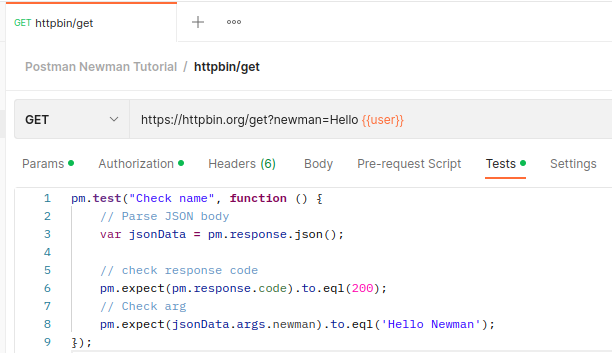 GET httpbin/get
Postman Newman Tutorial / httpbin/get
GET https://httpbin.org/get?newman=Hello {{user}}
Params Authorization Headers (6) Body Pre-request Script Tests Settings
1 pm.test("Check name", function () {
2     // Parse JSON body
3     var jsonData = pm.response.json();
4
5     // check response code
6     pm.expect(pm.response.code).to.eql(200);
7     // Check arg
8     pm.expect(jsonData.args.newman).to.eql('Hello Newman');
9 });